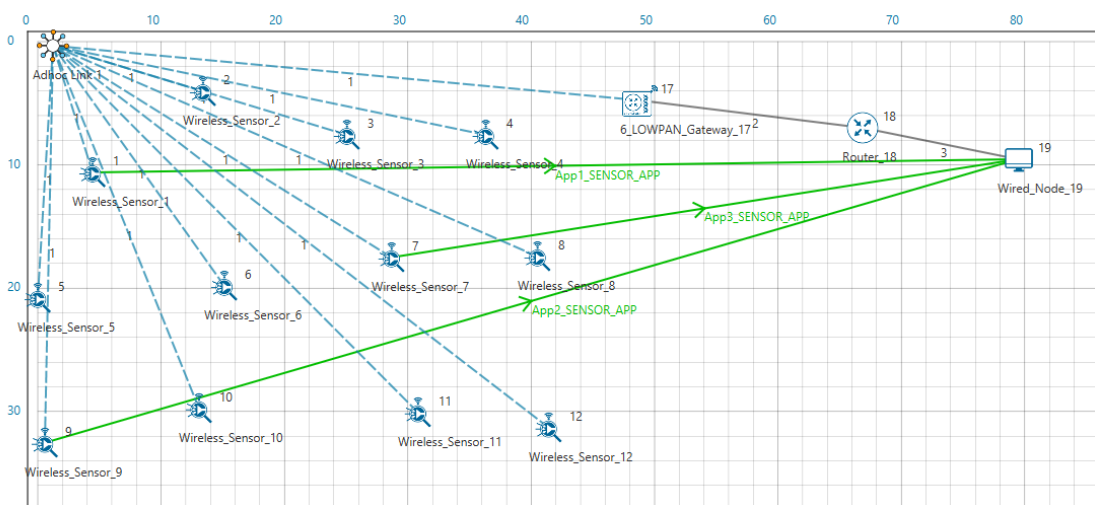 0 10 20 30 40 50 60 70 80
0
Adhoc Link 1
1
2
Wireless_Sensor_2
1
1
17
6_LOWPAN_Gateway_17
2
18
Router_18
3
19
Wired_Node_19
1
3
Wireless_Sensor_3
4
Wireless_Sensor_4
10
1
1
1
1
Wireless_Sensor_1
App1_SENSOR_APP
App3_SENSOR_APP
1
1
1
1
7
Wireless_Sensor_7
8
Wireless_Sensor_8
20
5
Wireless_Sensor_5
6
Wireless_Sensor_6
App2_SENSOR_APP
30
9
Wireless_Sensor_9
10
Wireless_Sensor_10
11
Wireless_Sensor_11
12
Wireless_Sensor_12